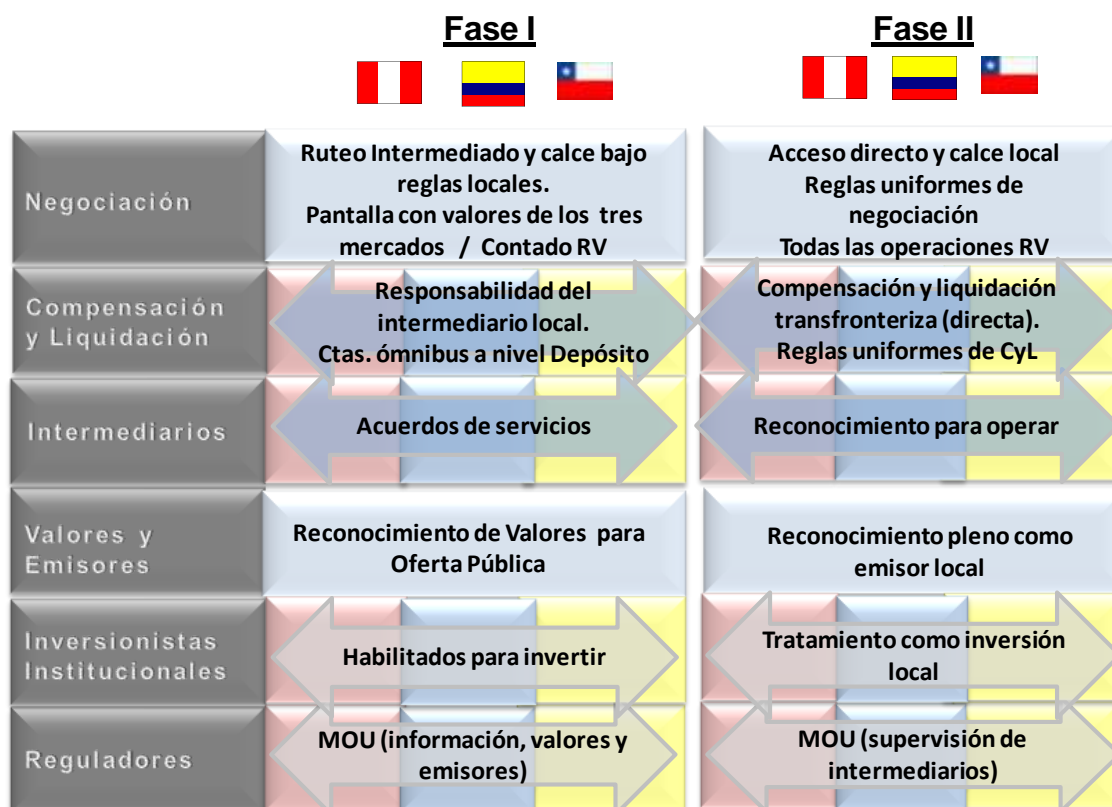 Fase I
Fase II
Negociación
Ruteo Intermediado y calce bajo
reglas locales.
Pantalla con valores de los tres
mercados / Contado RV
Acceso directo y calce local
Reglas uniformes de
negociación
Todas las operaciones RV
Compensación
y Liquidación
Responsabilidad del
intermediario local.
Ctas. ómnibus a nivel Depósito
Compensación y liquidación
transfronteriza (directa).
Reglas uniformes de CyL
Intermediarios
Acuerdos de servicios
Reconocimiento para operar
Valores y
Emisores
Reconocimiento de Valores para
Oferta Pública
Reconocimiento pleno como
emisor local
Inversionistas
Institucionales
Habilitados para invertir
Tratamiento como inversión
local
Reguladores
MOU (información, valores y
emisores)
MOU (supervisión de
intermediarios)